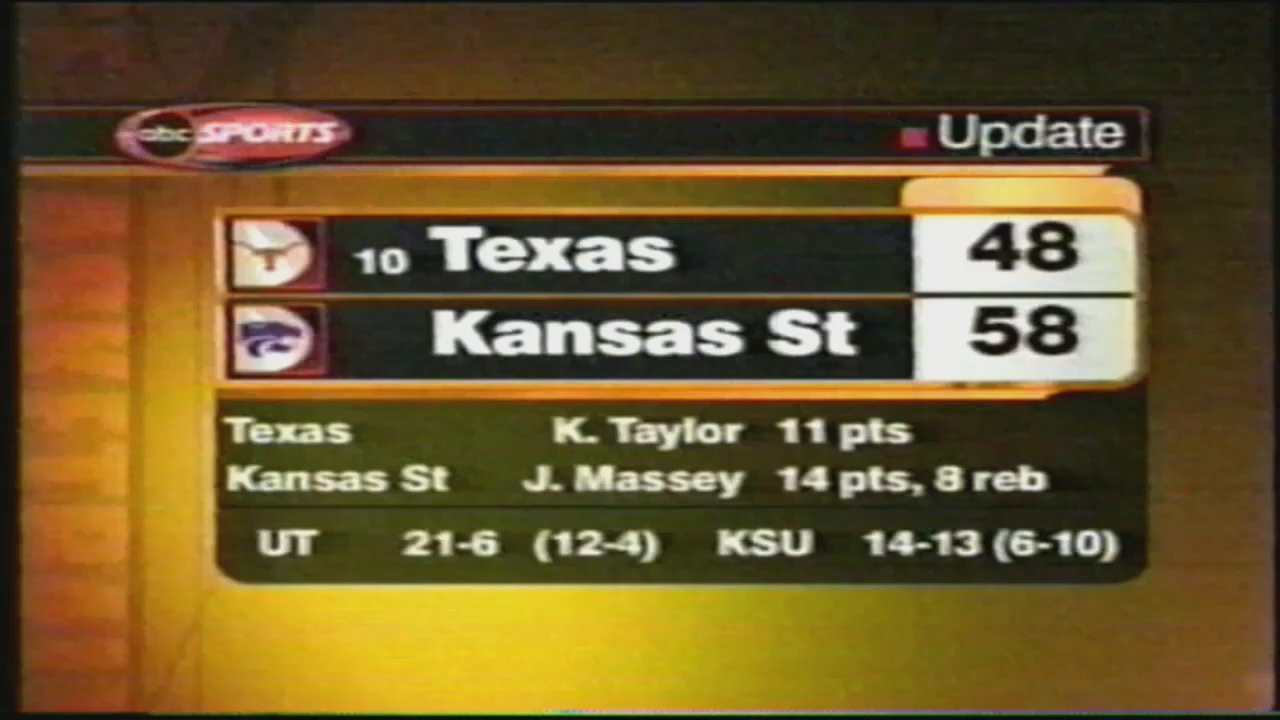 abc SPORTS
Update
10 Texas 48
Kansas St 58
Texas K. Taylor 11 pts
Kansas St J. Massey 14 pts, 8 reb
UT 21-6 (12-4) KSU 14-13 (6-10)